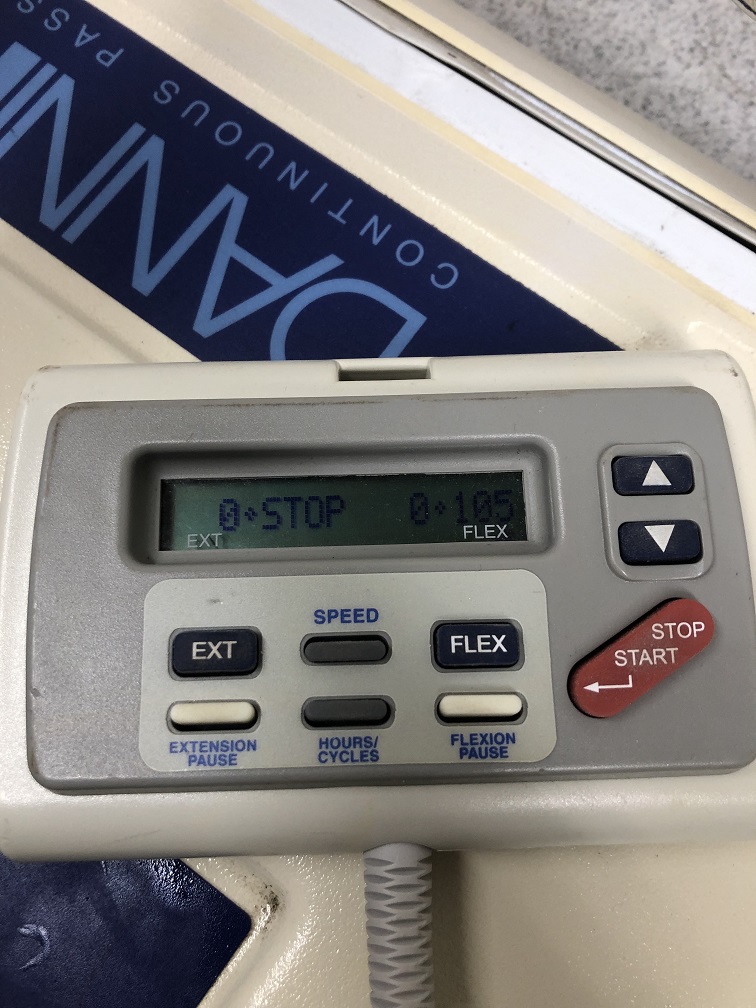 DANNI
CONTINUOUS PASS
0°STOP 0°105
EXT FLEX
SPEED
EXT FLEX
STOP
START
EXTENSION
PAUSE
HOURS/
CYCLES
FLEXION
PAUSE